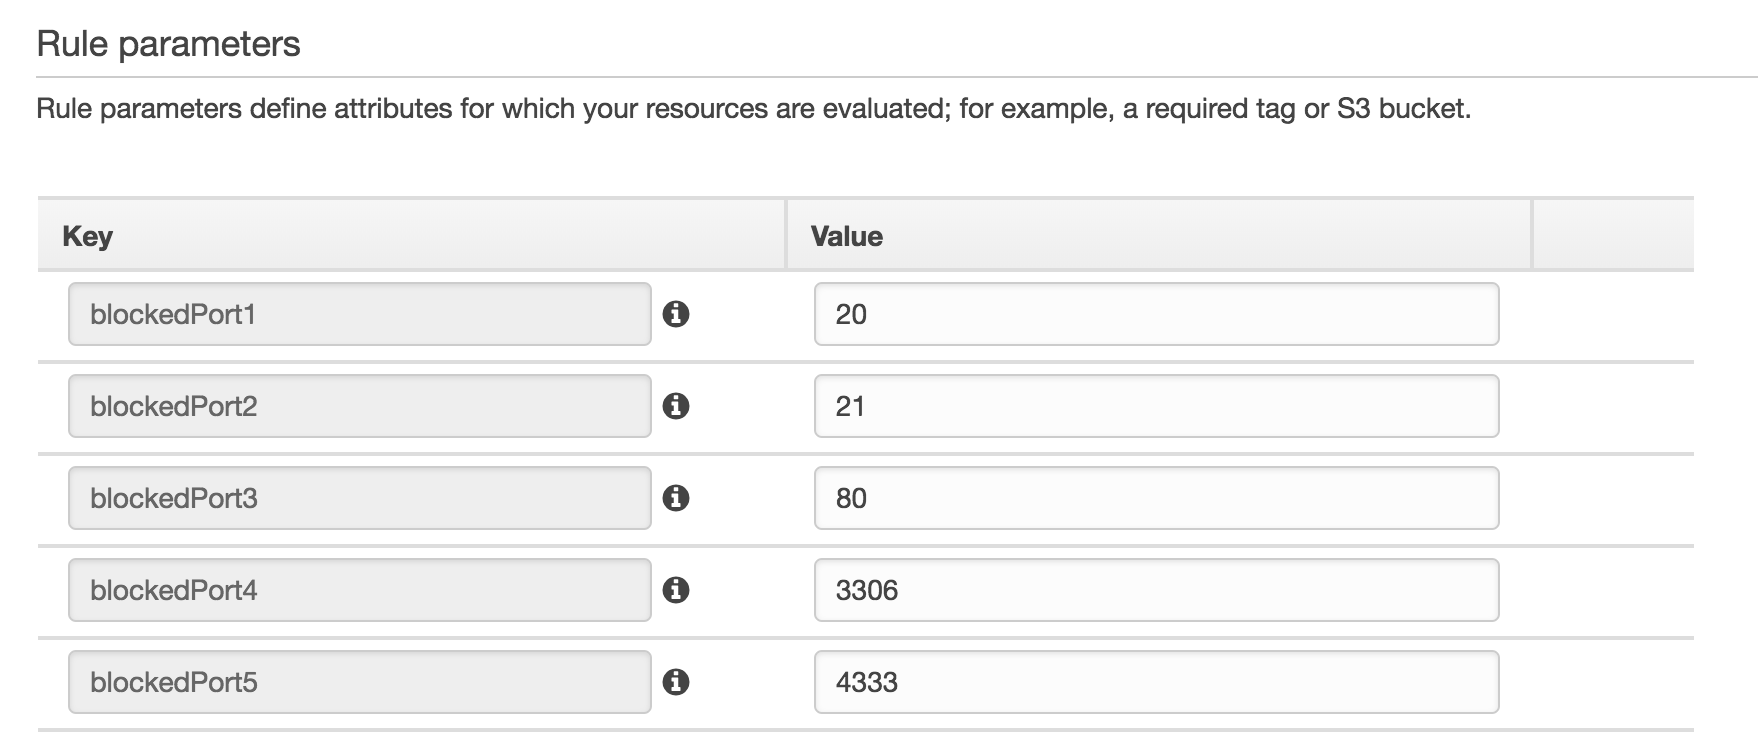 Rule parameters
Rule parameters define attributes for which your resources are evaluated; for example, a required tag or S3 bucket.
Key Value
blockedPort1 20
blockedPort2 21
blockedPort3 80
blockedPort4 3306
blockedPort5 4333